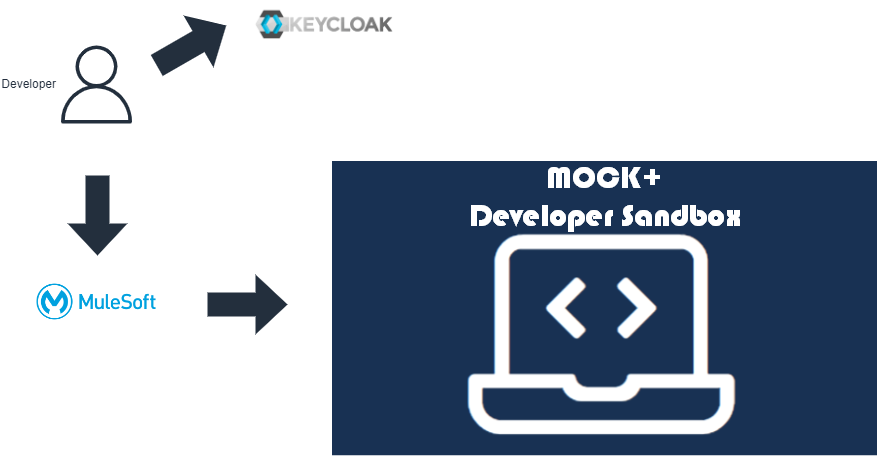 KEYCLOAK
Developer
MOCK+
Developer Sandbox
MuleSoft